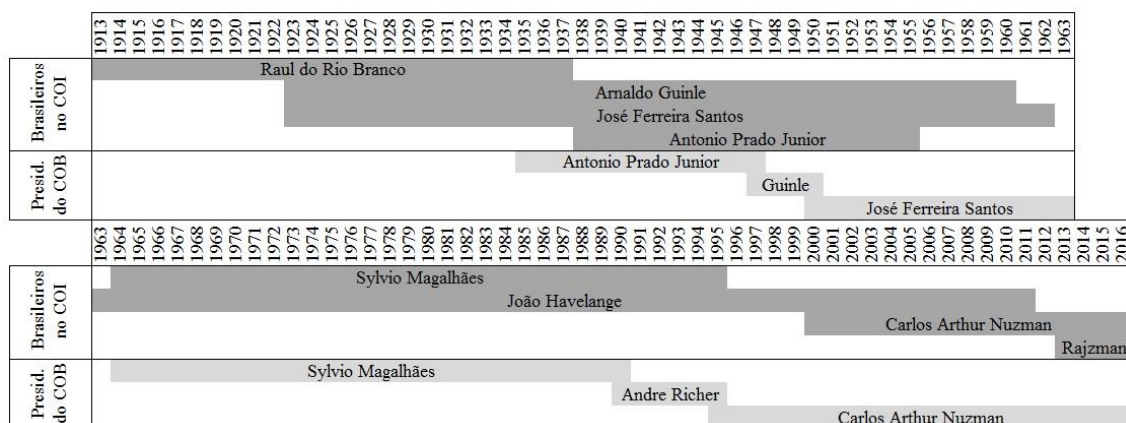 1913 1914 1915 1916 1917 1918 1919 1920 1921 1922 1923 1924 1925 1926 1927 1928 1929 1930 1931 1932 1933 1934 1935 1936 1937 1938 1939 1940 1941 1942 1943 1944 1945 1946 1947 1948 1949 1950 1951 1952 1953 1954 1955 1956 1957 1958 1959 1960 1961 1962 1963
Brasileiros
no COI
Raul do Rio Branco
Arnaldo Guinle
José Ferreira Santos
Antonio Prado Junior
Presid.
do COB
Antonio Prado Junior
Guinle
José Ferreira Santos
1963 1964 1965 1966 1967 1968 1969 1970 1971 1972 1973 1974 1975 1976 1977 1978 1979 1980 1981 1982 1983 1984 1985 1986 1987 1988 1989 1990 1991 1992 1993 1994 1995 1996 1997 1998 1999 2000 2001 2002 2003 2004 2005 2006 2007 2008 2009 2010 2011 2012 2013 2014 2015 2016
Brasileiros
no COI
Sylvio Magalhães
João Havelange
Carlos Arthur Nuzman
Rajzman
Presid.
do COB
Sylvio Magalhães
Andre Richer
Carlos Arthur Nuzman